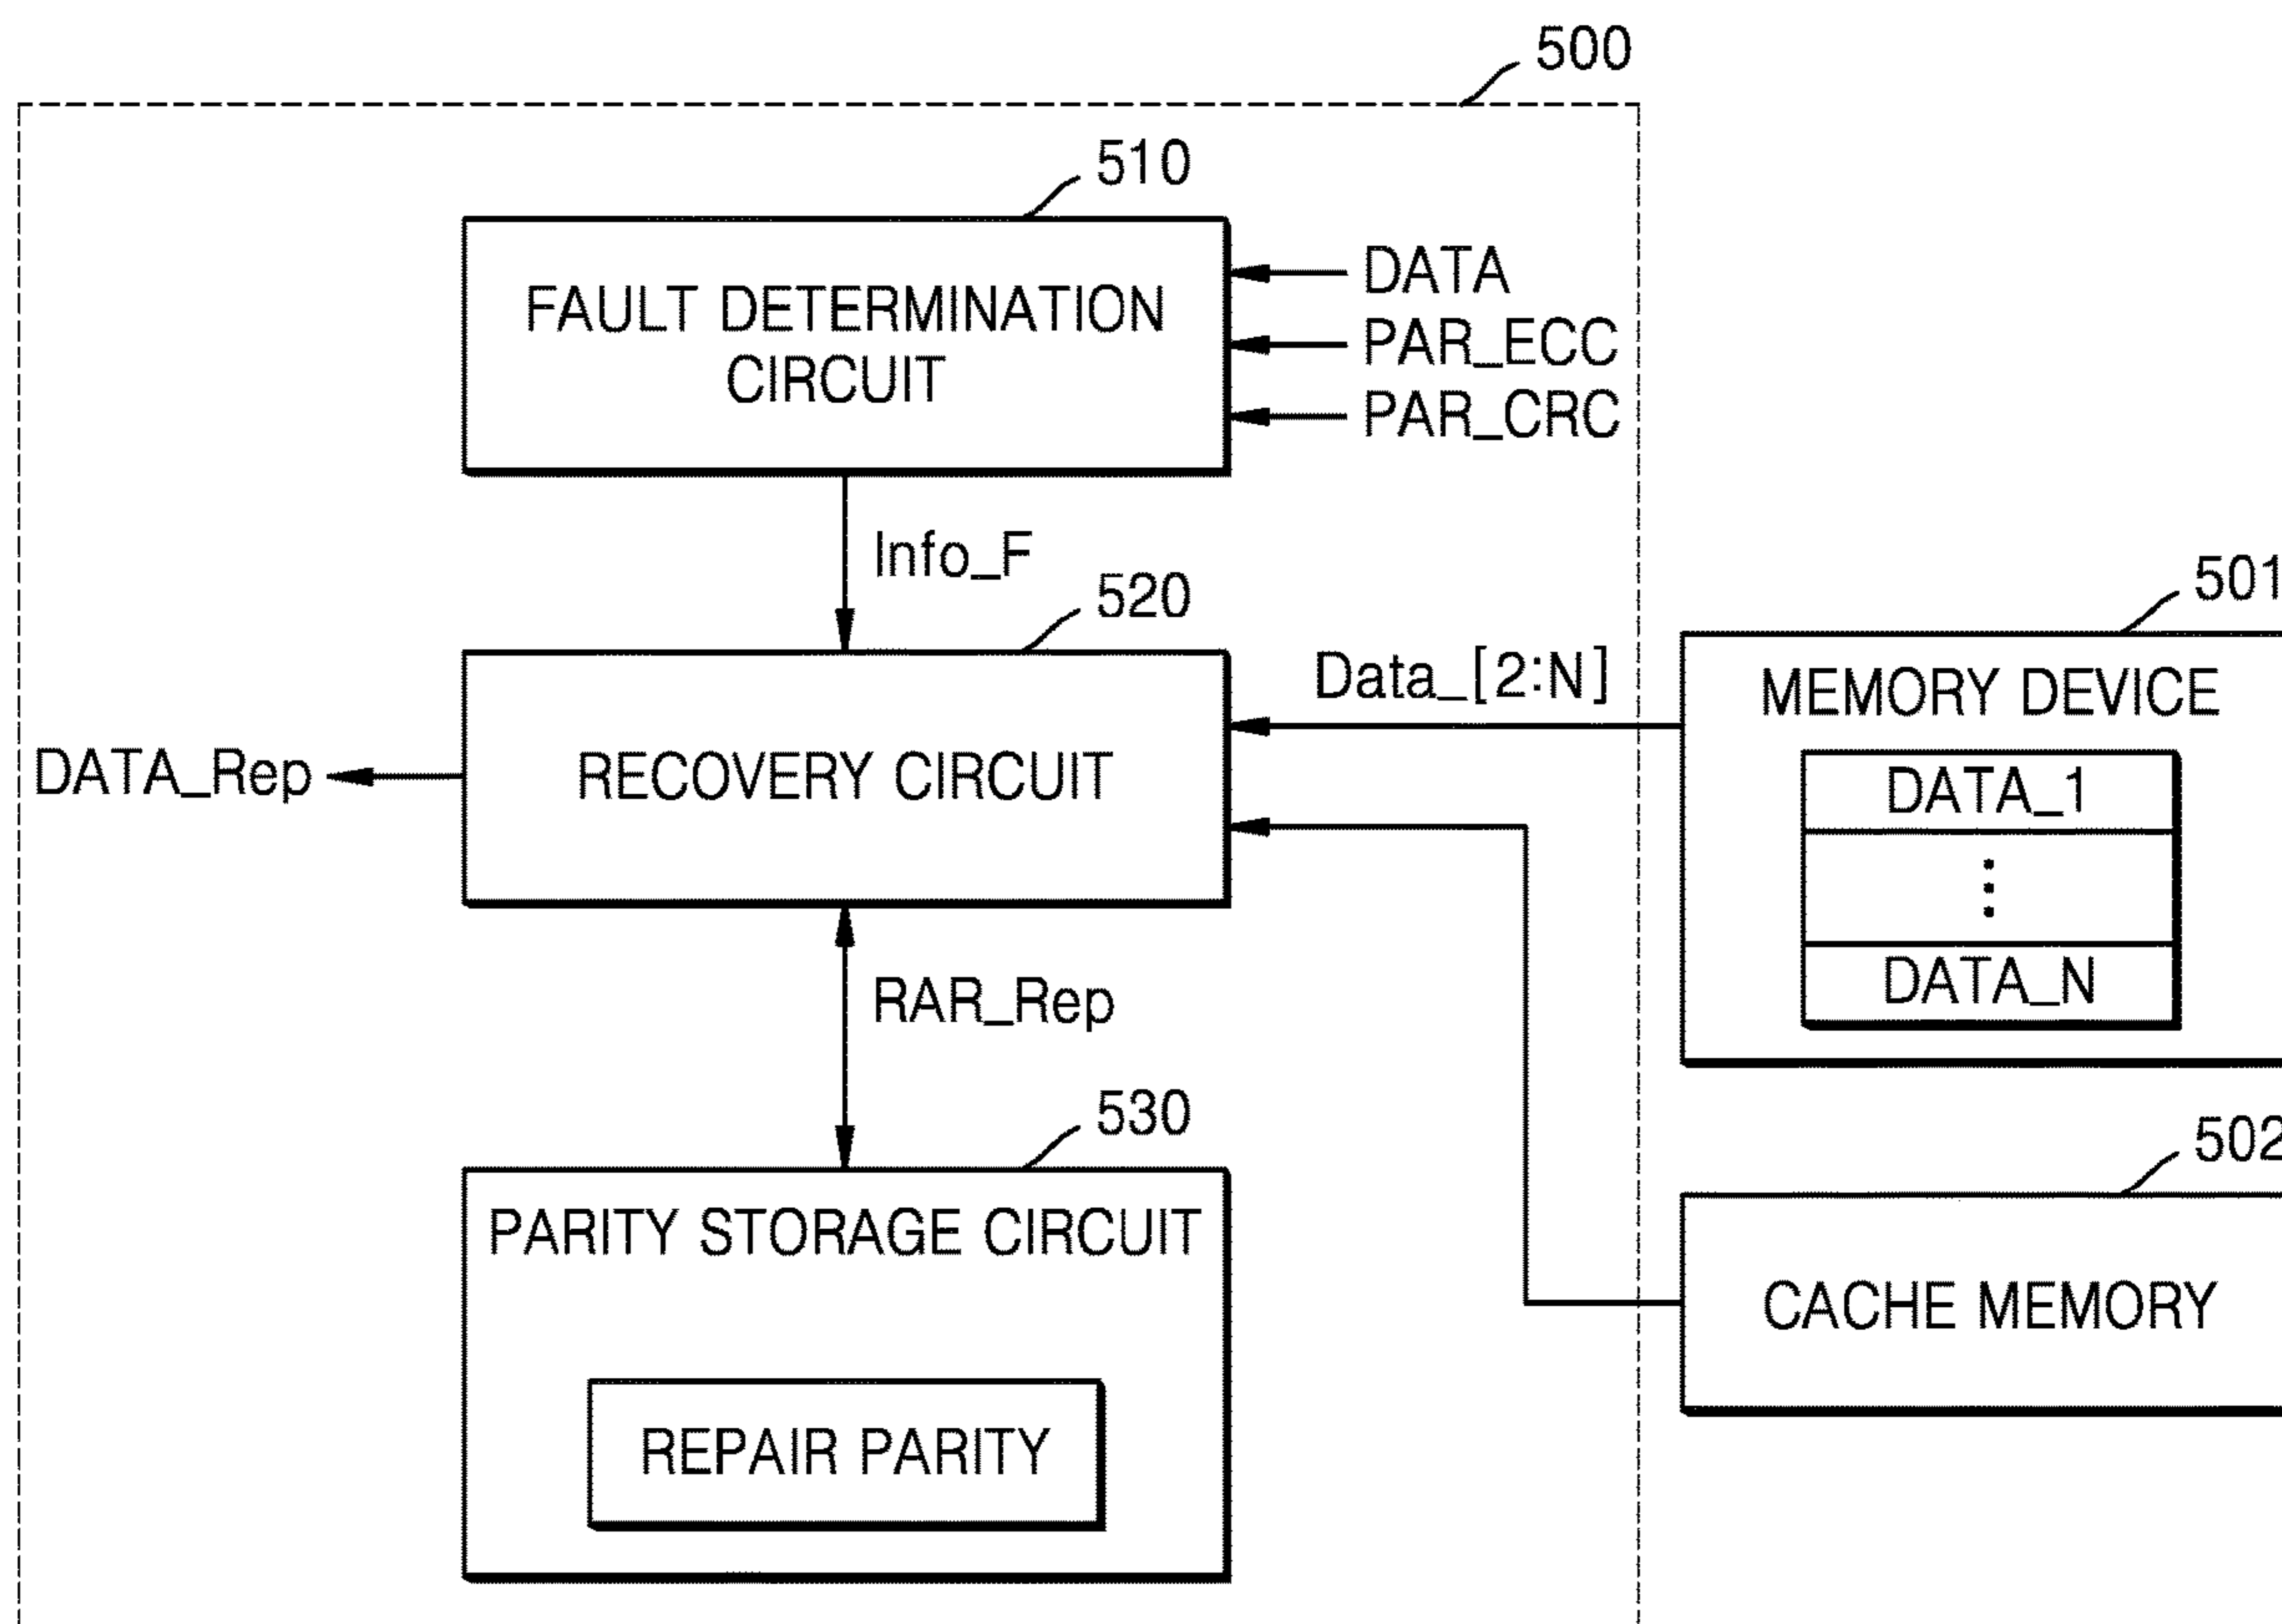 500
510
FAULT DETERMINATION
CIRCUIT
DATA
PAR_ECC
PAR_CRC
Info_F
520
501
Data_[2:N]
MEMORY DEVICE
DATA_Rep
RECOVERY CIRCUIT
DATA_1
DATA_N
RAR_Rep
530
502
PARITY STORAGE CIRCUIT
CACHE MEMORY
REPAIR PARITY